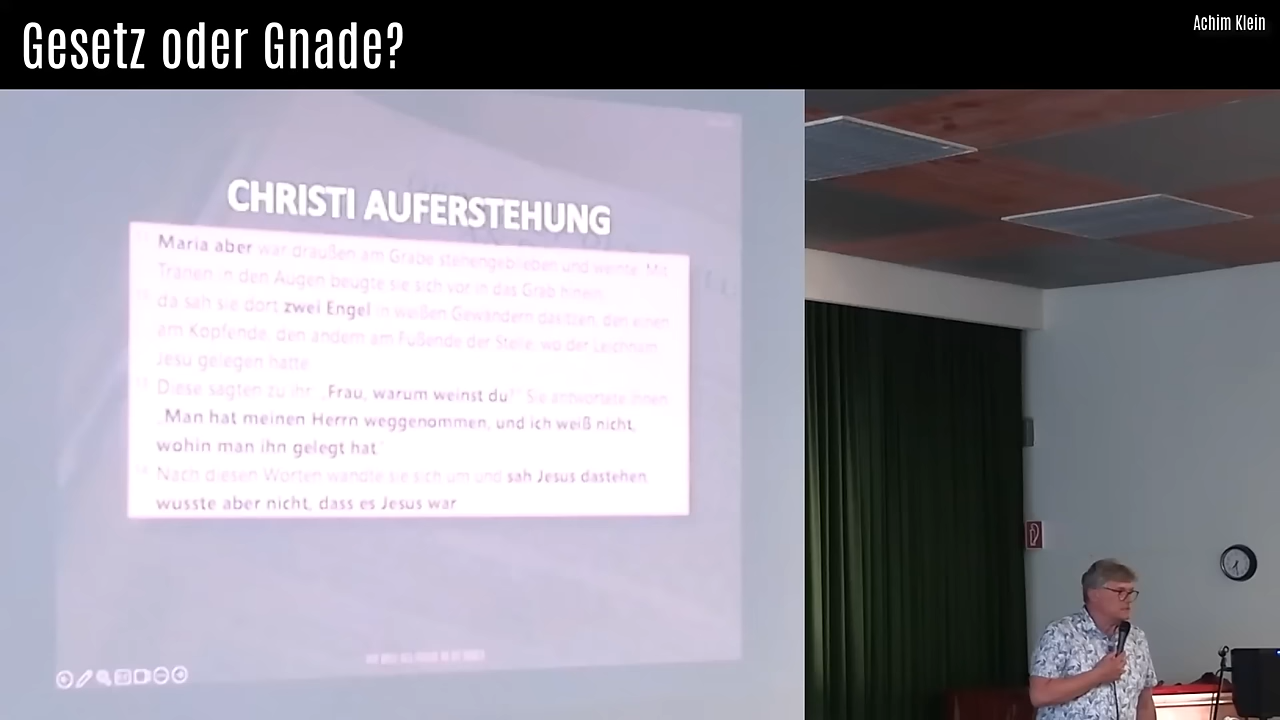 Gesetz oder Gnade?
Achim Klein
CHRISTI AUFERSTEHUNG
Maria aber war draußen am Grabe stehengeblieben und weinte. Mit
Tränen in den Augen beugte sie sich vor in das Grab hinein,
da sah sie dort zwei Engel in weißen Gewändern dasitzen, den einen
am Kopfende, den andern am Fußende der Stelle, wo der Leichnam
Jesu gelegen hatte.
Diese sagten zu ihr: „Frau, warum weinst du?“ Sie antwortete ihnen:
„Man hat meinen Herrn weggenommen, und ich weiß nicht,
wohin man ihn gelegt hat.“
Nach diesen Worten wandte sie sich um und sah Jesus dastehen,
wusste aber nicht, dass es Jesus war.